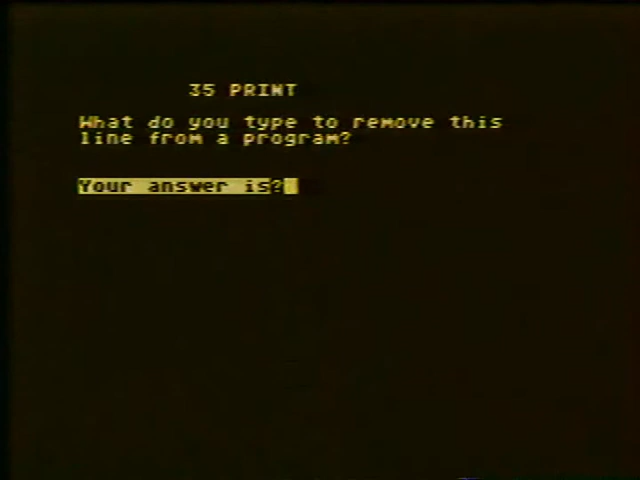 35 PRINT
What do you type to remove this
line from a program?
Your answer is?